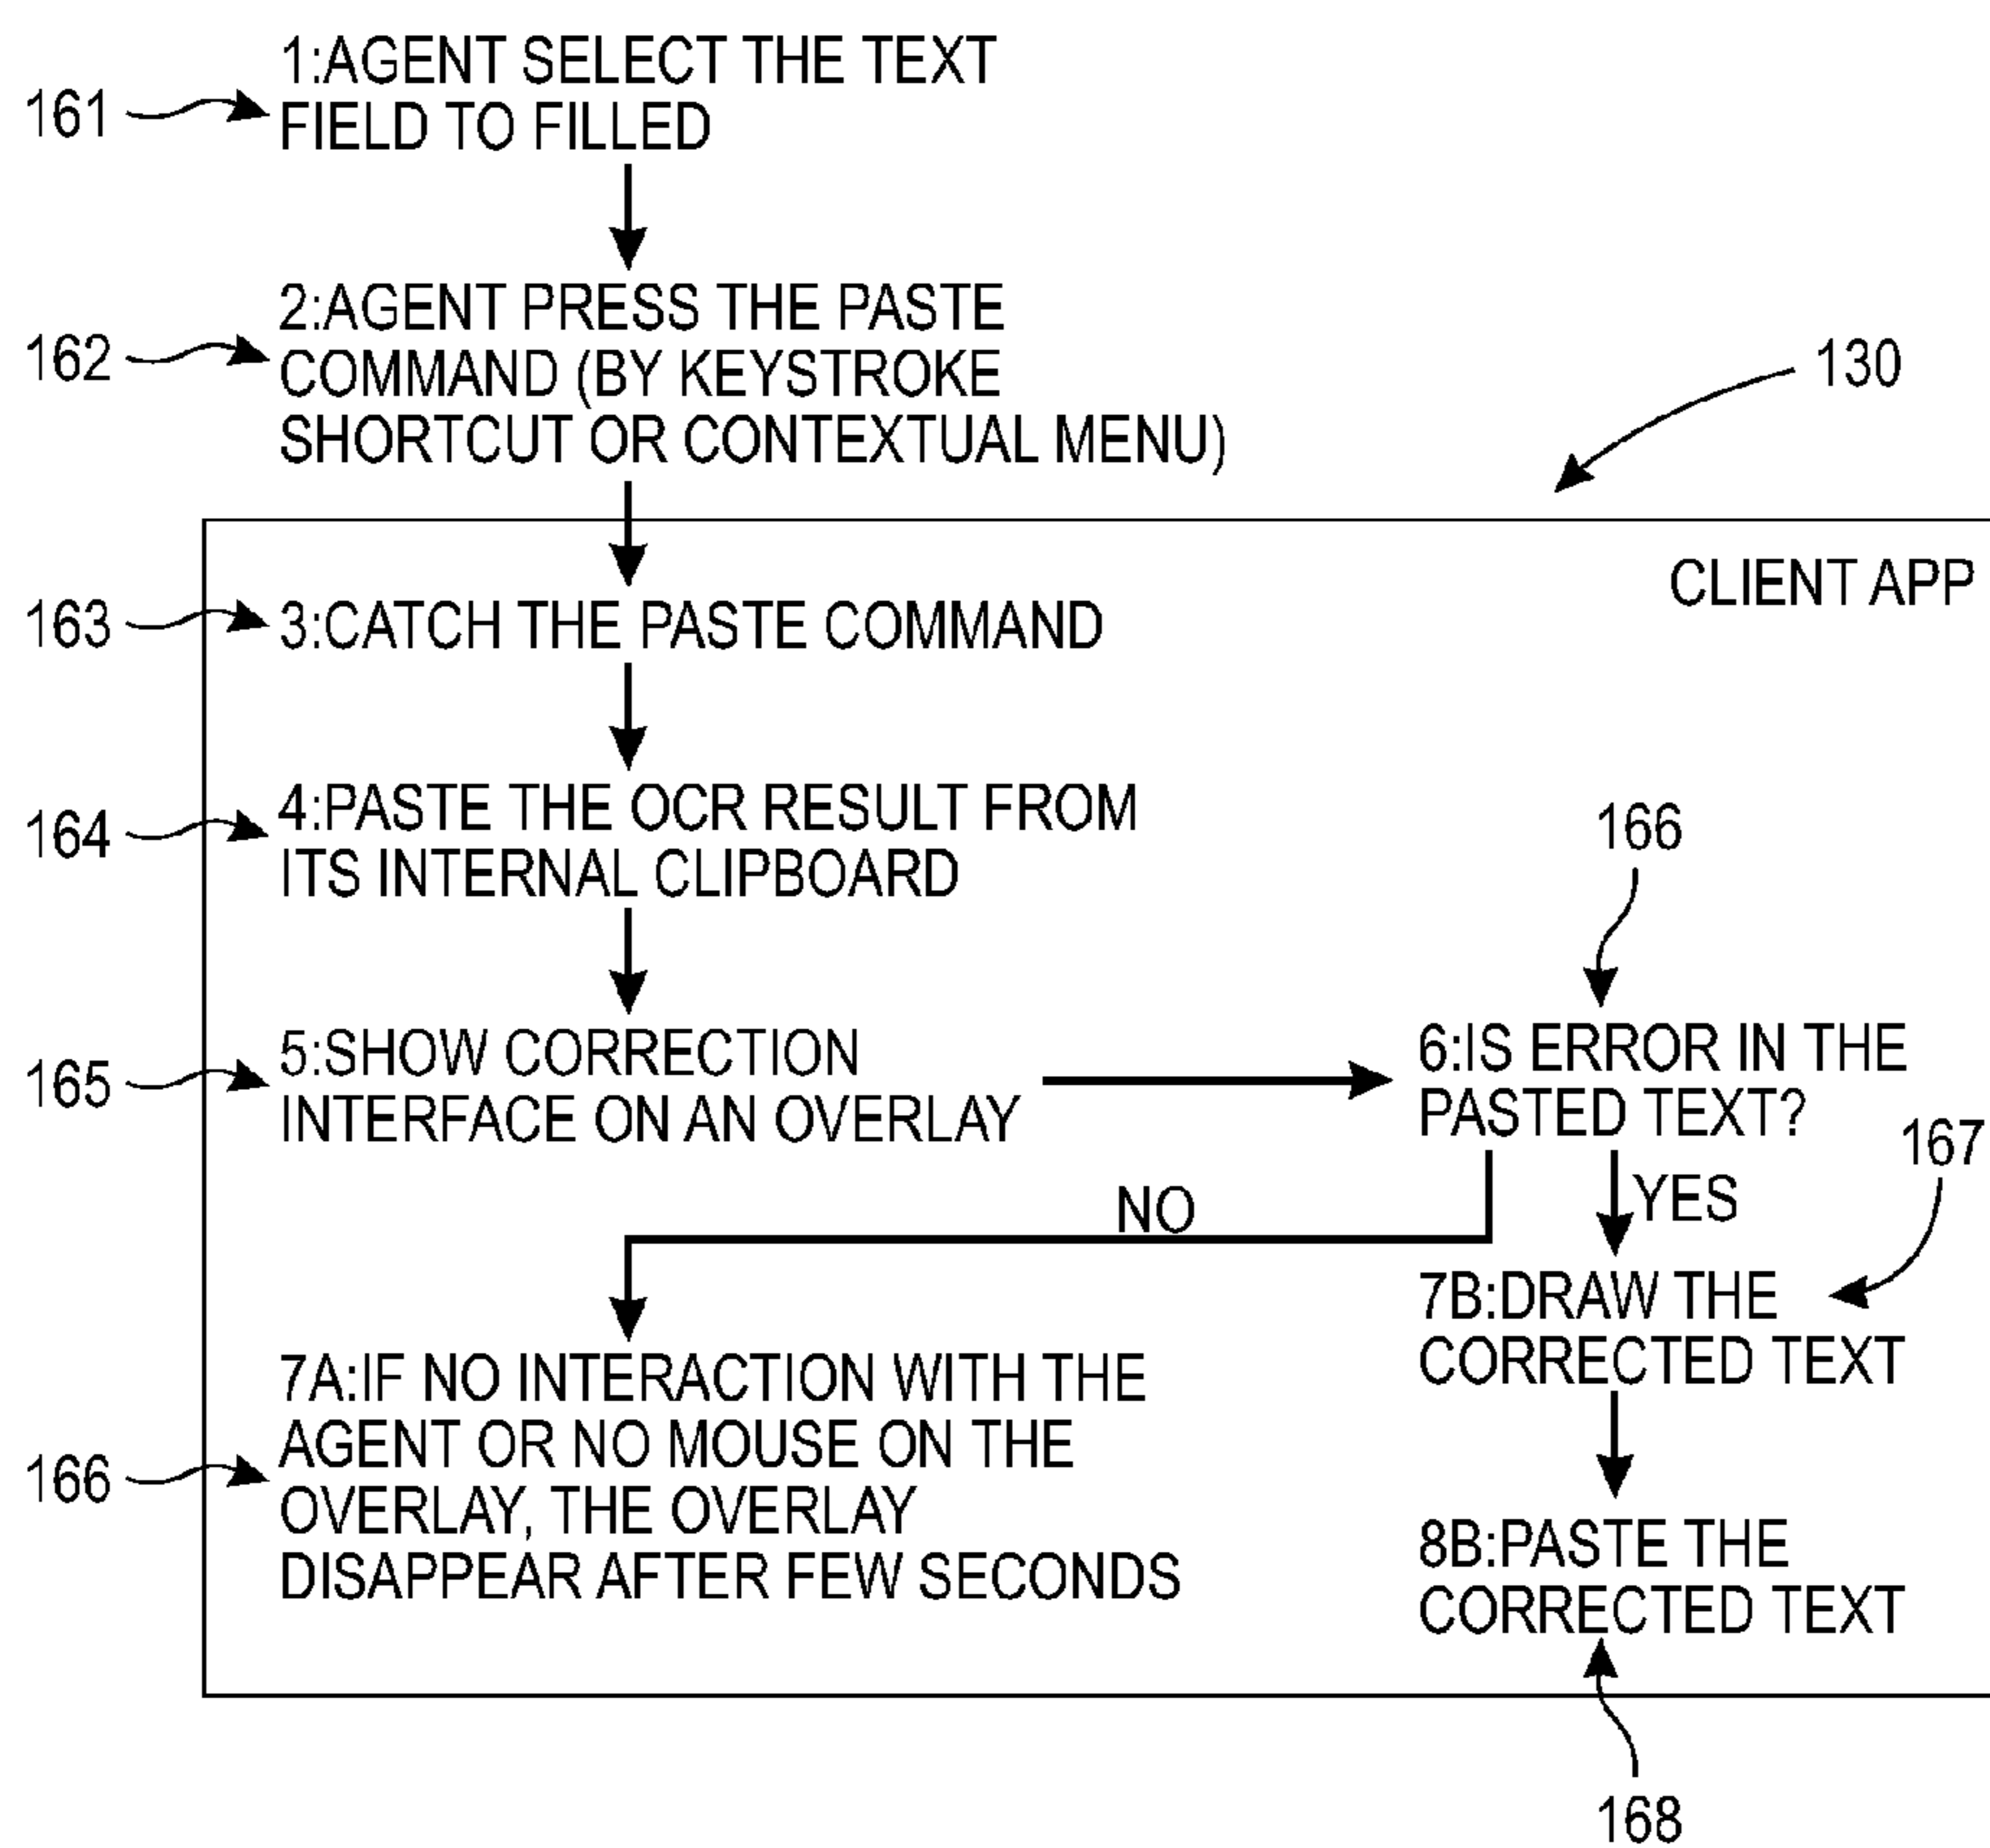 1:AGENT SELECT THE TEXT
FIELD TO FILLED
161
2:AGENT PRESS THE PASTE
COMMAND (BY KEYSTROKE
SHORTCUT OR CONTEXTUAL MENU)
162
130
CLIENT APP
163
3:CATCH THE PASTE COMMAND
164
4:PASTE THE OCR RESULT FROM
ITS INTERNAL CLIPBOARD
166
165
5:SHOW CORRECTION
INTERFACE ON AN OVERLAY
6:IS ERROR IN THE
PASTED TEXT?
167
NO
YES
7B:DRAW THE
CORRECTED TEXT
166
7A:IF NO INTERACTION WITH THE
AGENT OR NO MOUSE ON THE
OVERLAY, THE OVERLAY
DISAPPEAR AFTER FEW SECONDS
8B:PASTE THE
CORRECTED TEXT
168